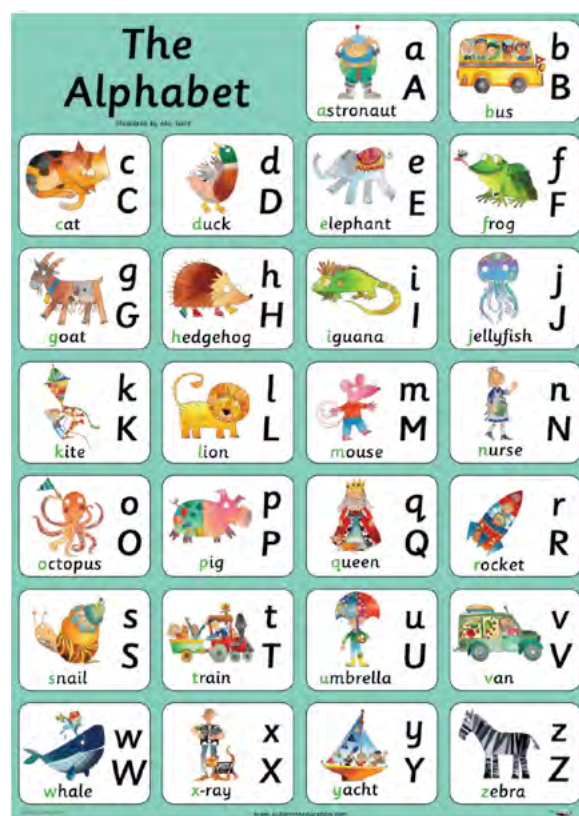 The
Alphabet
a
A
astronaut
b
B
bus
c
C
cat
d
D
duck
e
E
elephant
f
F
frog
g
G
goat
h
H
hedgehog
i
I
iguana
j
J
jellyfish
k
K
kite
l
L
lion
m
M
mouse
n
N
nurse
o
O
octopus
p
P
pig
q
Q
queen
r
R
rocket
s
S
snail
t
T
train
u
U
umbrella
v
V
van
w
W
whale
x
X
x-ray
y
Y
yacht
z
Z
zebra